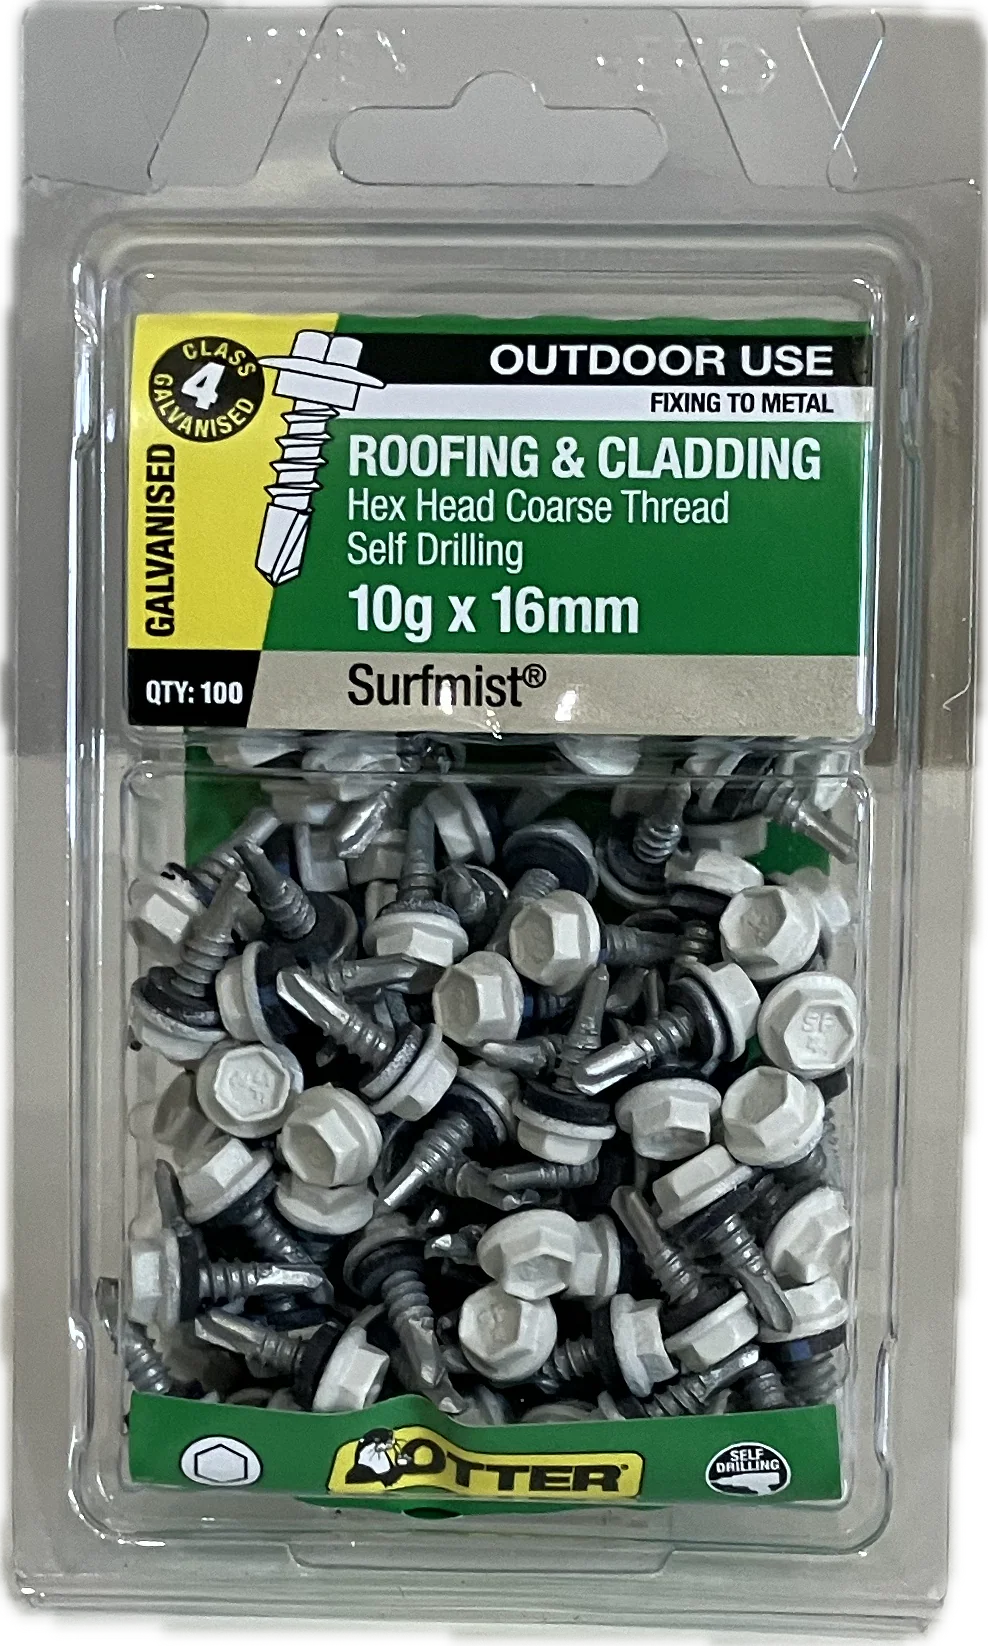 CLASS
4
GALVANISED
GALVANISED
OUTDOOR USE
FIXING TO METAL
ROOFING & CLADDING
Hex Head Coarse Thread
Self Drilling
10g x 16mm
QTY: 100
Surfmist®
SF
OTTER
SELF
DRILLING